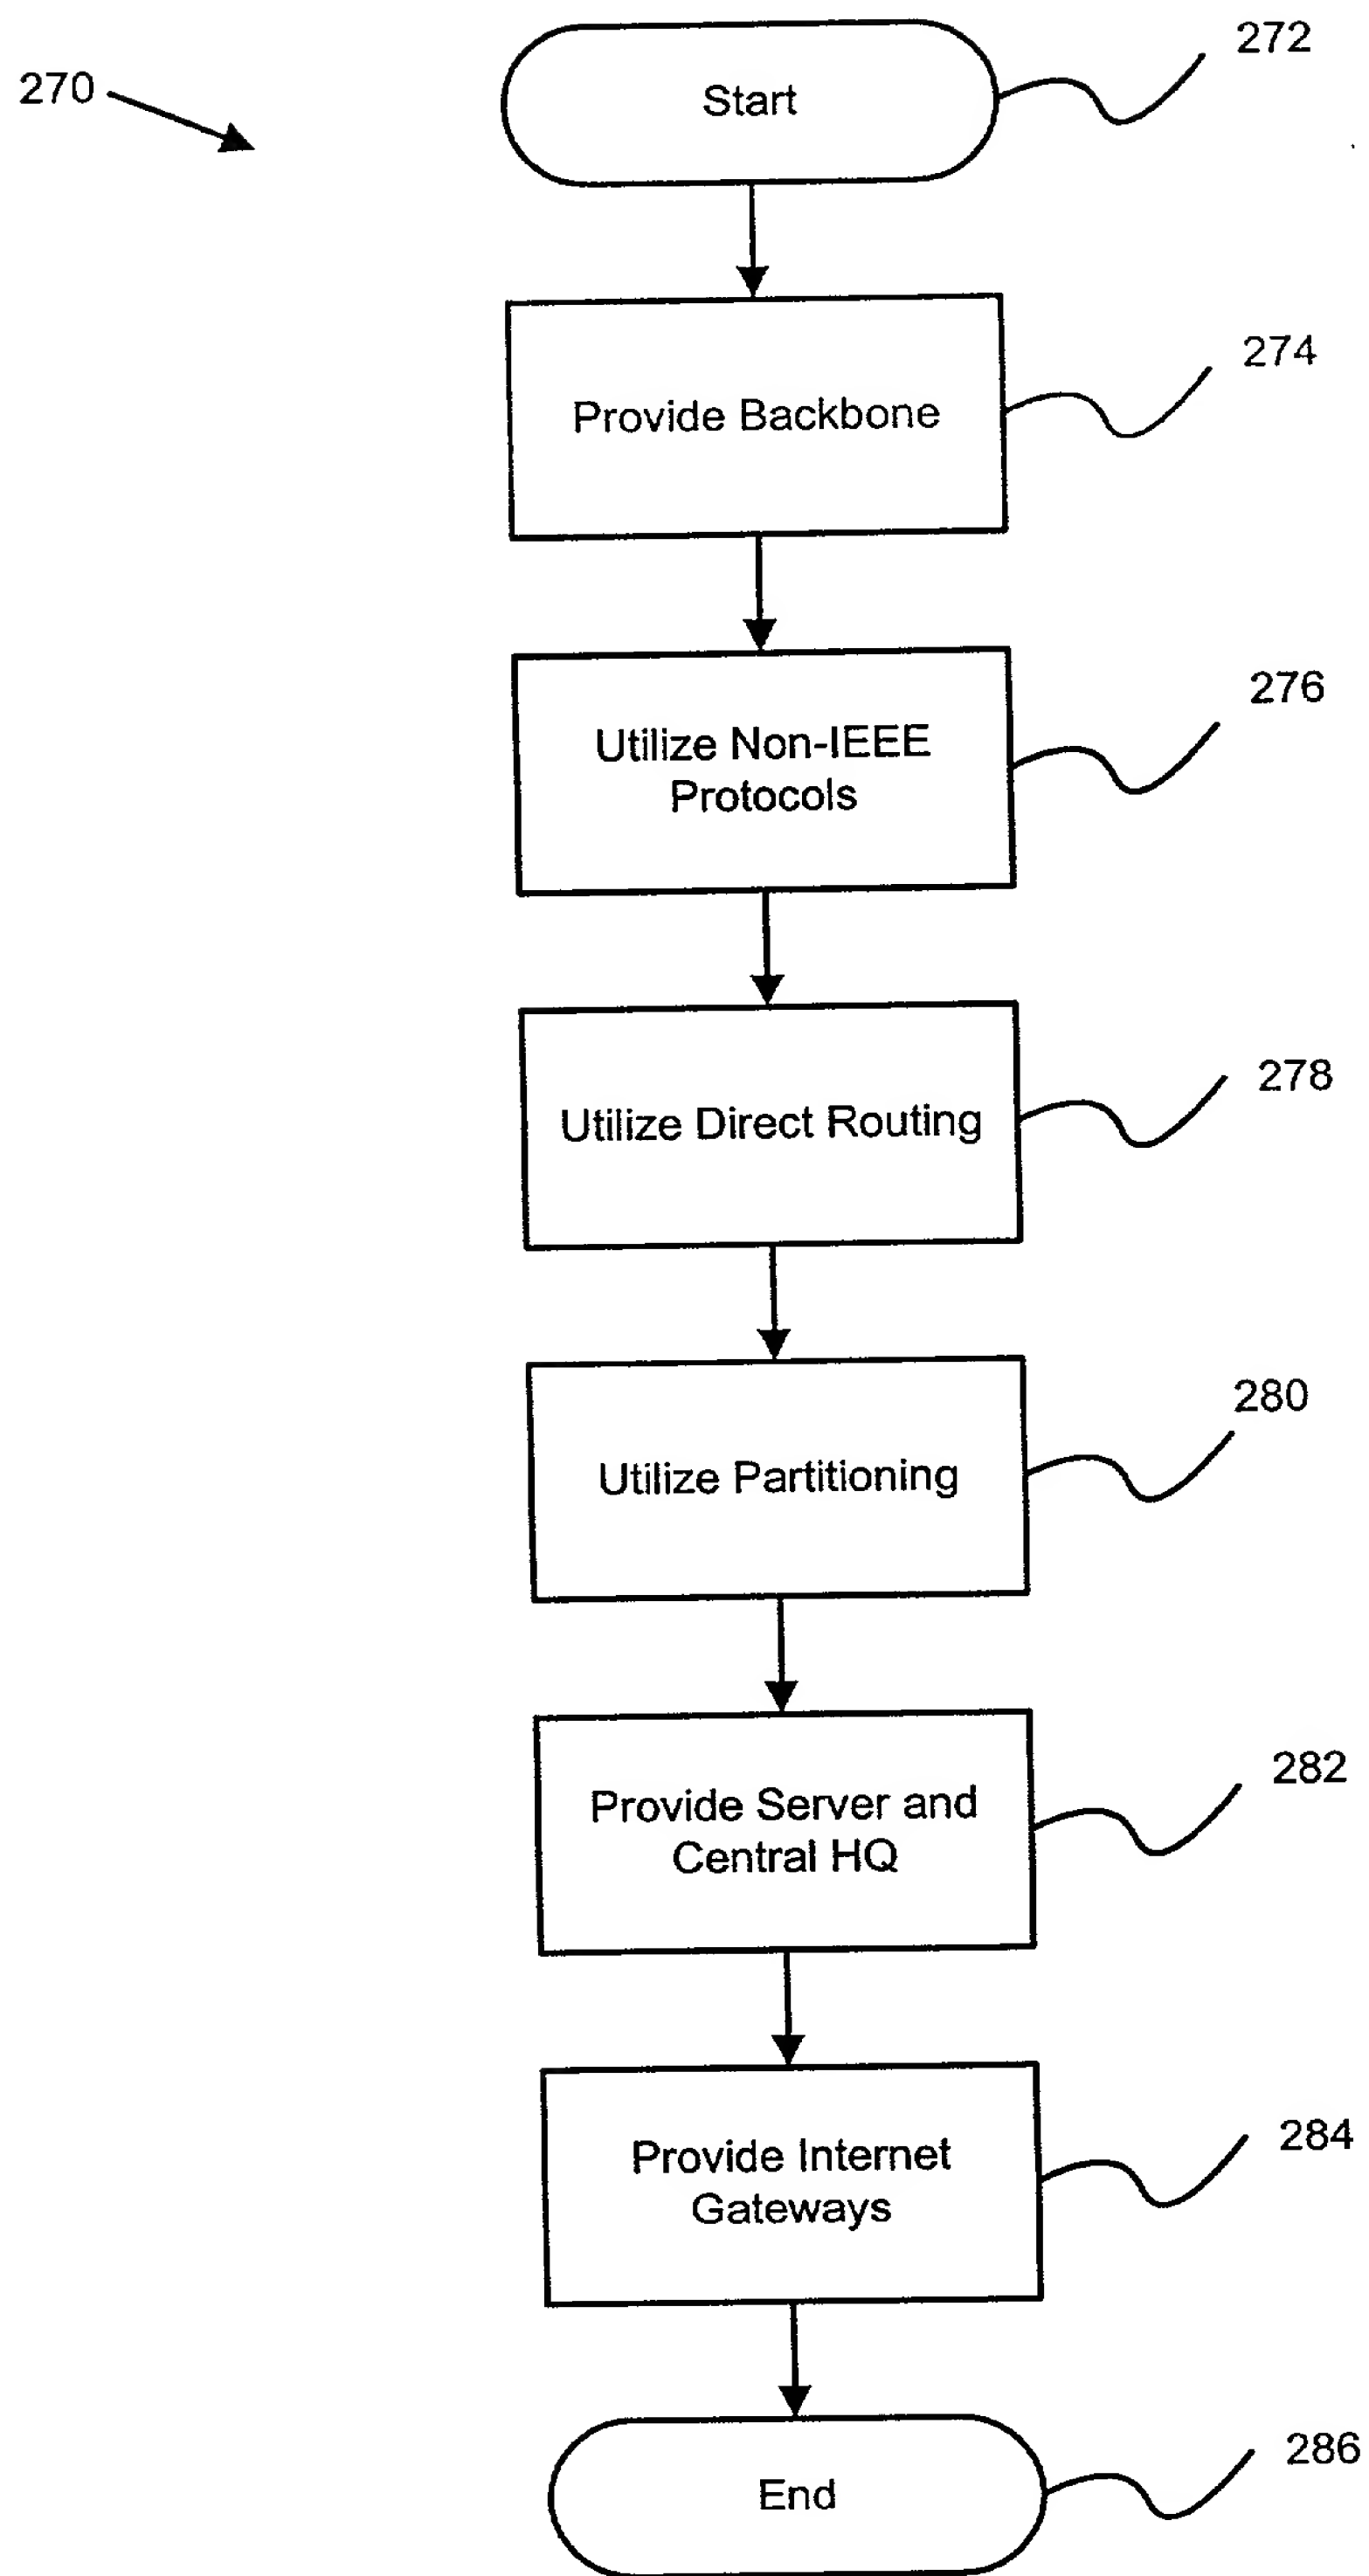 270
272
Start
274
Provide Backbone
276
Utilize Non-IEEE
Protocols
278
Utilize Direct Routing
280
Utilize Partitioning
282
Provide Server and
Central HQ
284
Provide Internet
Gateways
286
End